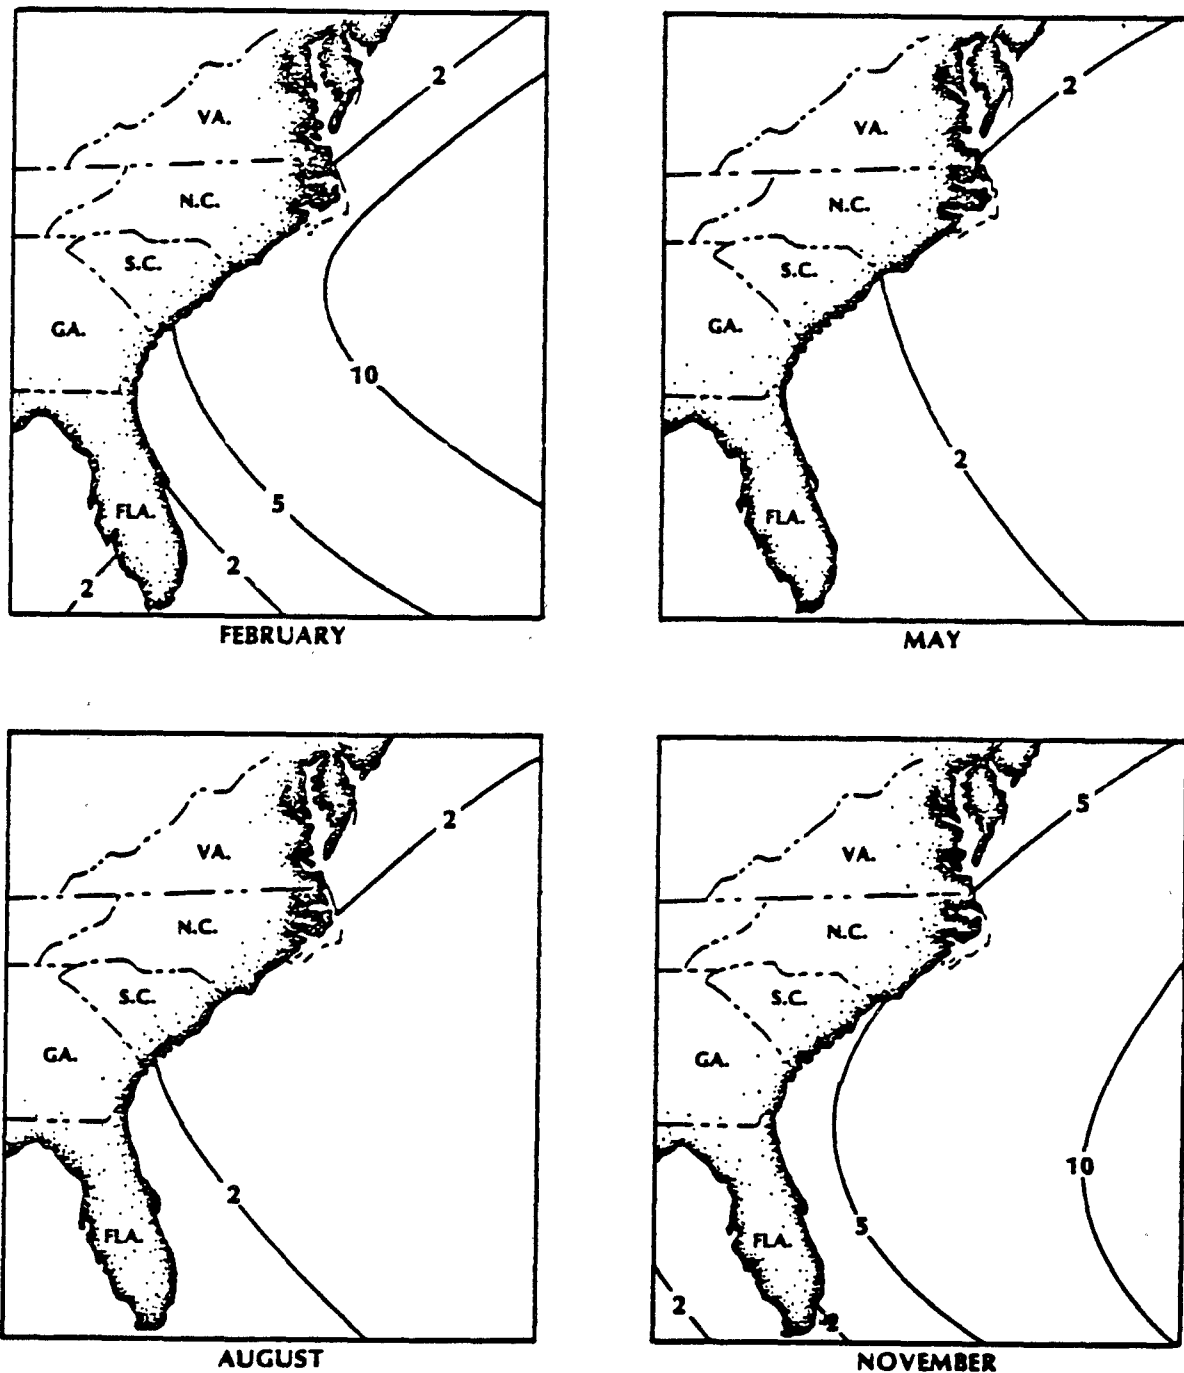 2
VA.
N.C.
S.C.
GA.
10
5
FLA.
2
2
FEBRUARY
2
VA.
N.C.
S.C.
GA.
2
FLA.
MAY
2
VA.
N.C.
S.C.
GA.
2
FLA.
AUGUST
5
VA.
N.C.
S.C.
GA.
10
5
FLA.
2
2
NOVEMBER